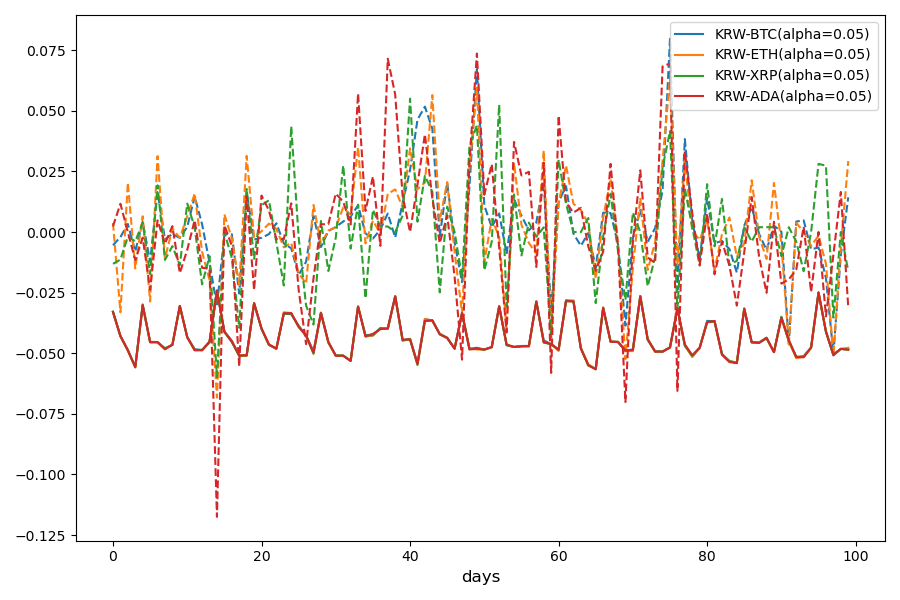 KRW-BTC(alpha=0.05)
KRW-ETH(alpha=0.05)
KRW-XRP(alpha=0.05)
KRW-ADA(alpha=0.05)
0.075
0.050
0.025
0.000
−0.025
−0.050
−0.075
−0.100
−0.125
0 20 40 60 80 100
days